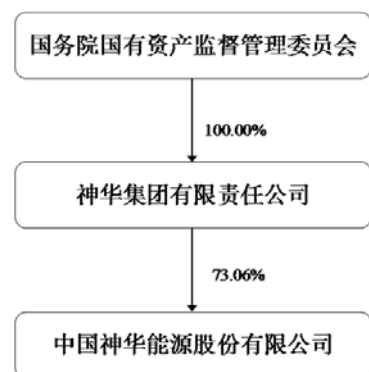 国务院国有资产监督管理委员会
100.00%
神华集团有限责任公司
73.06%
中国神华能源股份有限公司